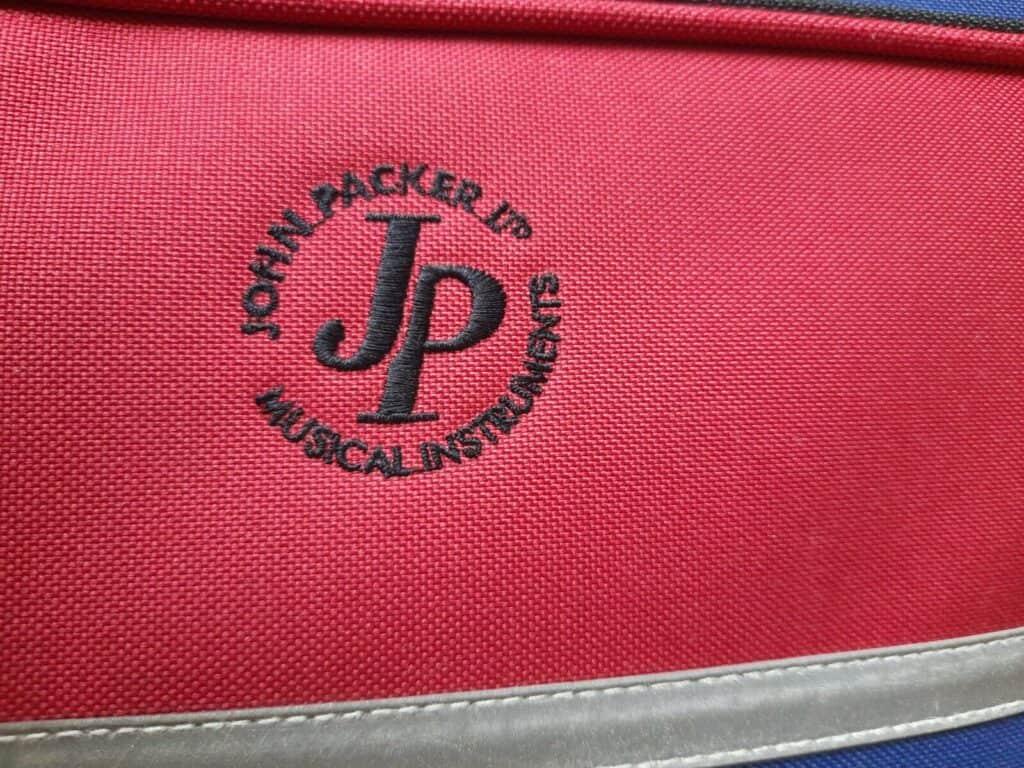 JOHN PACKER LTD
JP
MUSICAL INSTRUMENTS